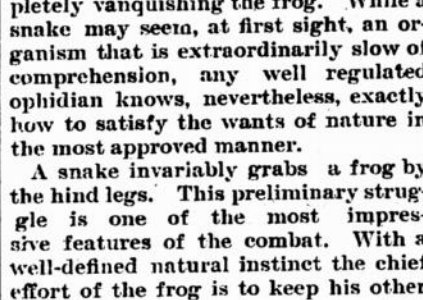 pletely vanquishing the frog. While a
snake may seem, at first sight, an or-
ganism that is extraordinarily slow of
comprehension, any well regulated
ophidian knows, nevertheless, exactly
how to satisfy the wants of nature in
the most approved manner.
A snake invariably grabs a frog by
the hind legs. This preliminary strug-
gle is one of the most impres-
sive features of the combat. With a
well-defined natural instinct the chief
effort of the frog is to keep his other